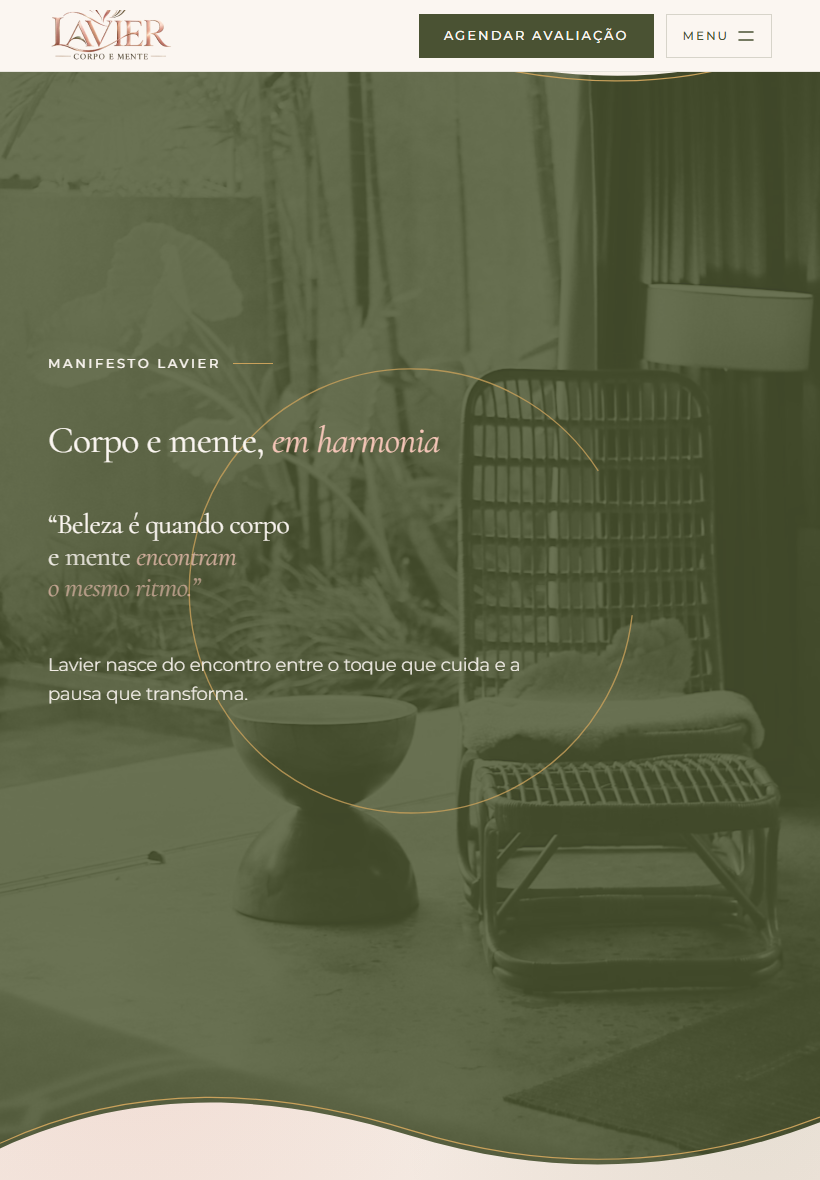 LAVIER
CORPO E MENTE
AGENDAR AVALIAÇÃO
MENU
MANIFESTO LAVIER
Corpo e mente, em harmonia
“Beleza é quando corpo
e mente encontram
o mesmo ritmo.”
Lavier nasce do encontro entre o toque que cuida e a
pausa que transforma.